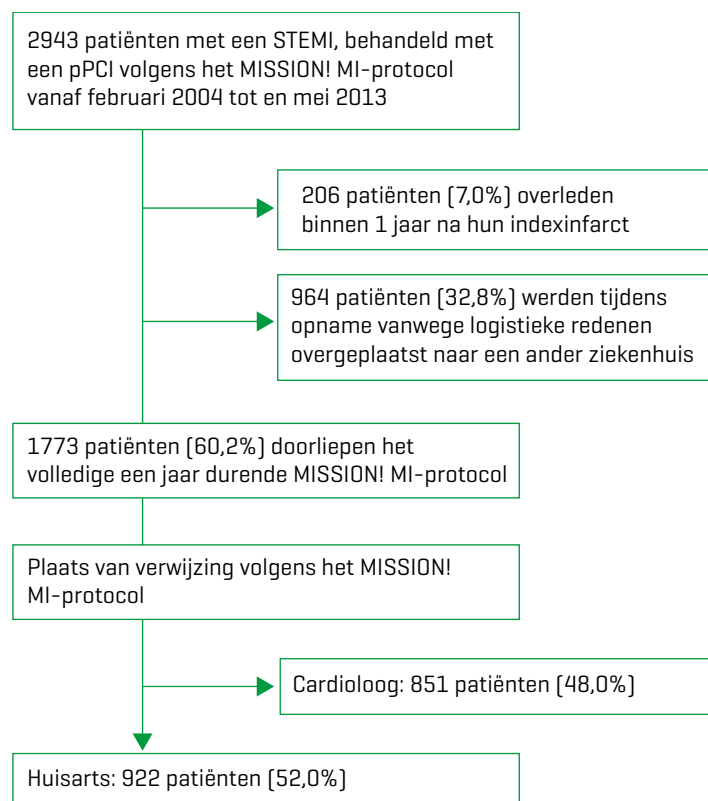 2943 patiënten met een STEMI, behandeld met
een pPCI volgens het MISSION! MI-protocol
vanaf februari 2004 tot en mei 2013
206 patiënten (7,0%) overleden
binnen 1 jaar na hun indexinfarct
964 patiënten (32,8%) werden tijdens
opname vanwege logistieke redenen
overgeplaatst naar een ander ziekenhuis
1773 patiënten (60,2%) doorliepen het
volledige een jaar durende MISSION! MI-protocol
Plaats van verwijzing volgens het MISSION!
MI-protocol
Cardioloog: 851 patiënten (48,0%)
Huisarts: 922 patiënten (52,0%)